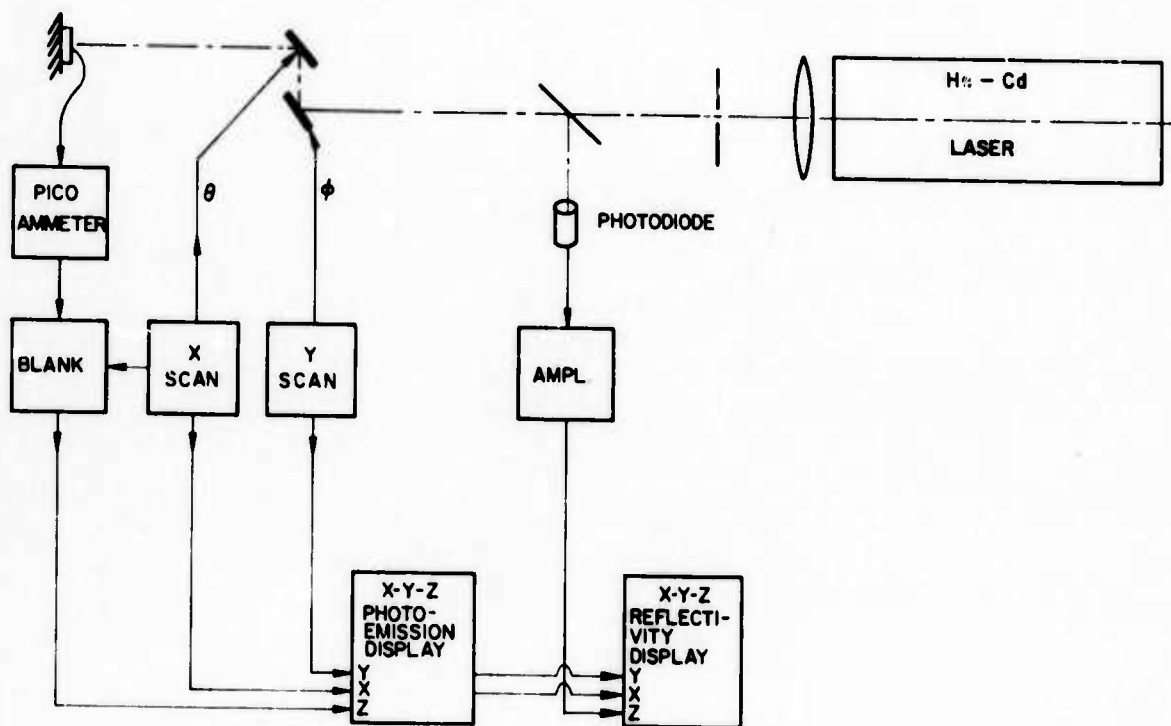 He - Cd
LASER
PICO
AMMETER
θ
ϕ
PHOTODIODE
BLANK
X
SCAN
Y
SCAN
AMPL.
X-Y-Z
PHOTO-
EMISSION
DISPLAY
Y
X
Z
X-Y-Z
REFLECTI-
VITY
DISPLAY
Y
X
Z